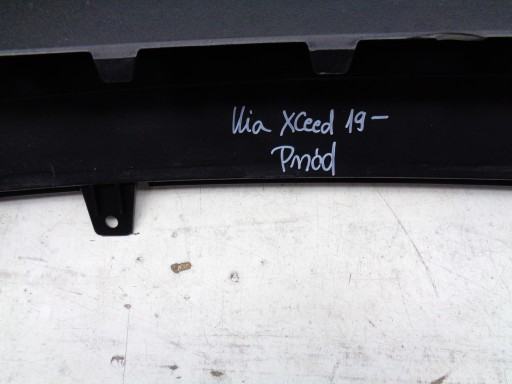 Kia XCeed 19-
Przód